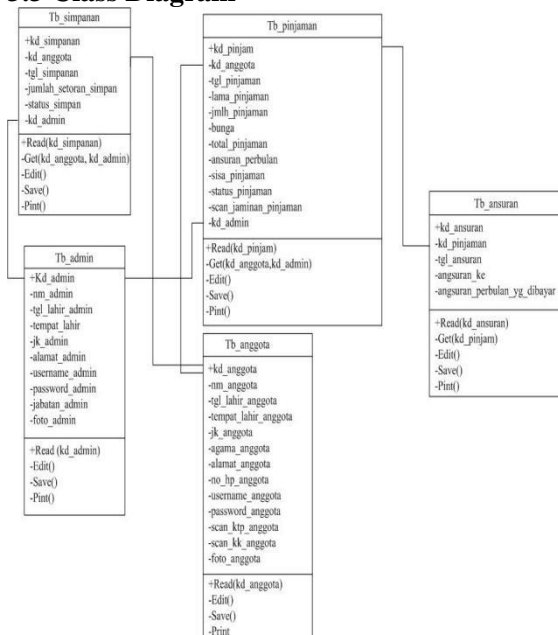 3.3 Class Diagram
Tb_simpanan
+kd_simpanan
-kd_anggota
-tgl_simpanan
-jumlah_setoran_simpan
-status_simpan
-kd_admin
+Read(kd_simpanan)
-Get(kd_anggota, kd_admin)
-Edit()
-Save()
-Pint()
Tb_pinjaman
+kd_pinjam
-kd_anggota
-tgl_pinjaman
-lama_pinjaman
-jmlh_pinjaman
-bunga
-total_pinjaman
-ansuran_perbulan
-sisa_pinjaman
-status_pinjaman
-scan_jaminan_pinjaman
-kd_admin
+Read(kd_pinjam)
-Get(kd_anggota,kd_admin)
-Edit()
-Save()
-Pint()
Tb_ansuran
+kd_ansuran
-kd_pinjaman
-tgl_ansuran
-angsuran_ke
-angsuran_perbulan_yg_dibayar
+Read(kd_ansuran)
-Get(kd_pinjam)
-Edit()
-Save()
-Pint()
Tb_admin
+Kd_admin
-nm_admin
-tgl_lahir_admin
-tempat_lahir
-jk_admin
-alamat_admin
-username_admin
-password_admin
-jabatan_admin
-foto_admin
+Read (kd_admin)
-Edit()
-Save()
-Pint()
Tb_anggota
+kd_anggota
-nm_anggota
-tgl_lahir_anggota
-tempat_lahir_anggota
-jk_anggota
-agama_anggota
-alamat_anggota
-no_hp_anggota
-username_anggota
-password_anggota
-scan_ktp_anggota
-scan_kk_anggota
-foto_anggota
+Read(kd_anggota)
-Edit()
-Save()
-Print